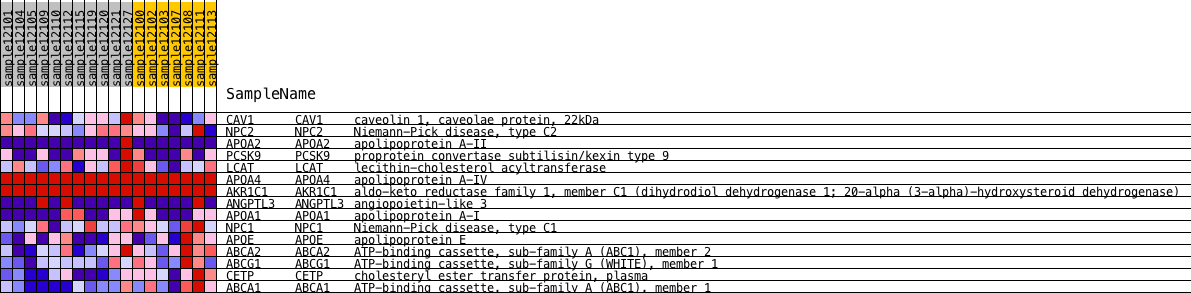 sample12101
sample12104
sample12105
sample12109
sample12110
sample12112
sample12115
sample12119
sample12120
sample12121
sample12127
sample12100
sample12102
sample12103
sample12107
sample12108
sample12111
sample12113
SampleName
CAV1 CAV1 caveolin 1, caveolae protein, 22kDa
NPC2 NPC2 Niemann-Pick disease, type C2
APOA2 APOA2 apolipoprotein A-II
PCSK9 PCSK9 proprotein convertase subtilisin/kexin type 9
LCAT LCAT lecithin-cholesterol acyltransferase
APOA4 APOA4 apolipoprotein A-IV
AKR1C1 AKR1C1 aldo-keto reductase family 1, member C1 (dihydrodiol dehydrogenase 1; 20-alpha (3-alpha)-hydroxysteroid dehydrogenase)
ANGPTL3 ANGPTL3 angiopoietin-like 3
APOA1 APOA1 apolipoprotein A-I
NPC1 NPC1 Niemann-Pick disease, type C1
APOE APOE apolipoprotein E
ABCA2 ABCA2 ATP-binding cassette, sub-family A (ABC1), member 2
ABCG1 ABCG1 ATP-binding cassette, sub-family G (WHITE), member 1
CETP CETP cholesteryl ester transfer protein, plasma
ABCA1 ABCA1 ATP-binding cassette, sub-family A (ABC1), member 1